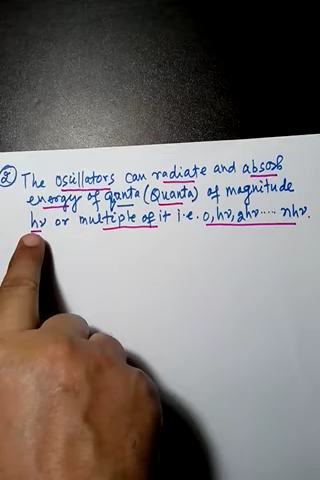 ② The oscillators can radiate and absorb
energy of qanta (Quanta) of magnitude
hν or multiple of it i.e. 0, hν, 2hν.... nhν.